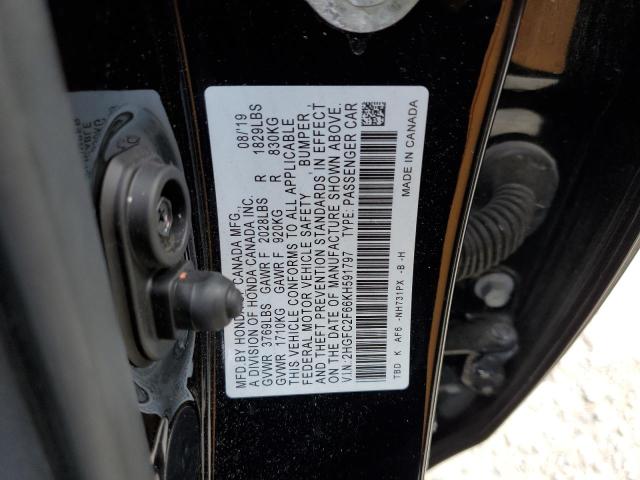 MFD BY HONDA OF CANADA MFG., 08/19
A DIVISION OF HONDA CANADA INC.
GVWR 3769LBS GAWR F 2028LBS R 1829LBS
GVWR 1710KG GAWR F 920KG R 830KG
THIS VEHICLE CONFORMS TO ALL APPLICABLE
FEDERAL MOTOR VEHICLE SAFETY , BUMPER,
AND THEFT PREVENTION STANDARDS IN EFFECT
ON THE DATE OF MANUFACTURE SHOWN ABOVE.
V.I.N: 2HGFC2F66KH591797 TYPE: PASSENGER CAR
TBD K AF6 -NH731PX -B -H MADE IN CANADA